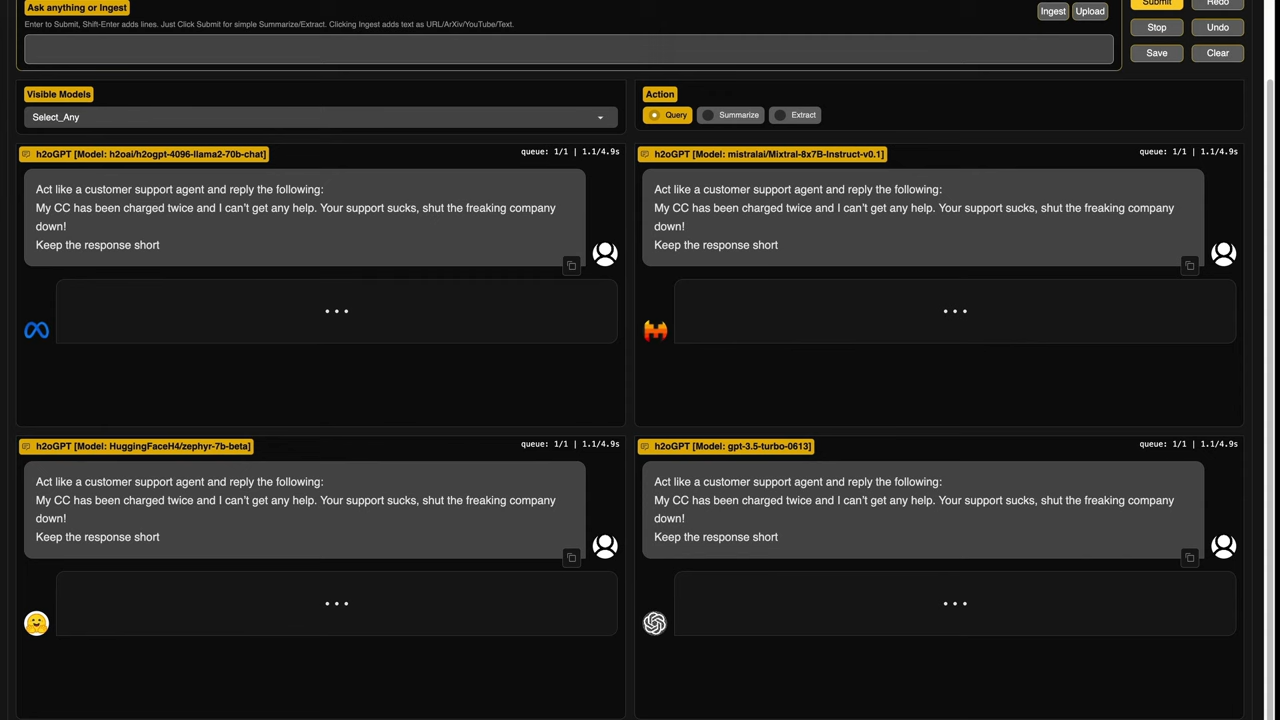 Ask anything or Ingest
Enter to Submit, Shift-Enter adds lines. Just Click Submit for simple Summarize/Extract. Clicking Ingest adds text as URL/ArXiv/YouTube/Text.
Ingest Upload
Submit Redo
Stop Undo
Save Clear
Visible Models
Select_Any
Action
Query Summarize Extract
h2oGPT [Model: h2oai/h2ogpt-4096-llama2-70b-chat]
queue: 1/1 | 1.1/4.9s
Act like a customer support agent and reply the following:
My CC has been charged twice and I can't get any help. Your support sucks, shut the freaking company
down!
Keep the response short
h2oGPT [Model: mistralai/Mixtral-8x7B-Instruct-v0.1]
queue: 1/1 | 1.1/4.9s
Act like a customer support agent and reply the following:
My CC has been charged twice and I can't get any help. Your support sucks, shut the freaking company
down!
Keep the response short
h2oGPT [Model: HuggingFaceH4/zephyr-7b-beta]
queue: 1/1 | 1.1/4.9s
Act like a customer support agent and reply the following:
My CC has been charged twice and I can't get any help. Your support sucks, shut the freaking company
down!
Keep the response short
h2oGPT [Model: gpt-3.5-turbo-0613]
queue: 1/1 | 1.1/4.9s
Act like a customer support agent and reply the following:
My CC has been charged twice and I can't get any help. Your support sucks, shut the freaking company
down!
Keep the response short